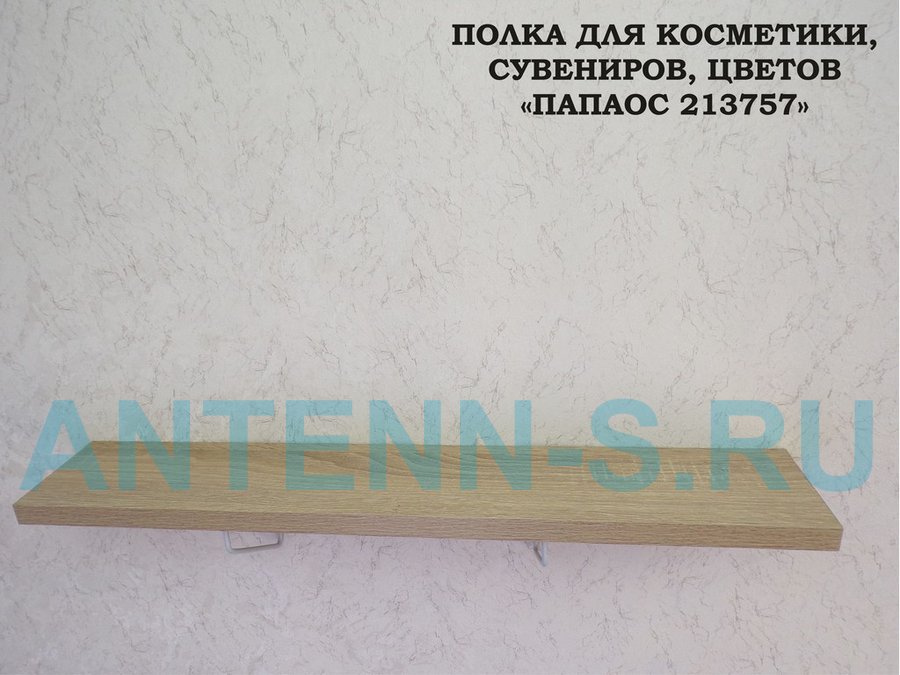 ПОЛКА ДЛЯ КОСМЕТИКИ,
СУВЕНИРОВ, ЦВЕТОВ
«ПАПАОС 213757»
ANTENN-S.RU